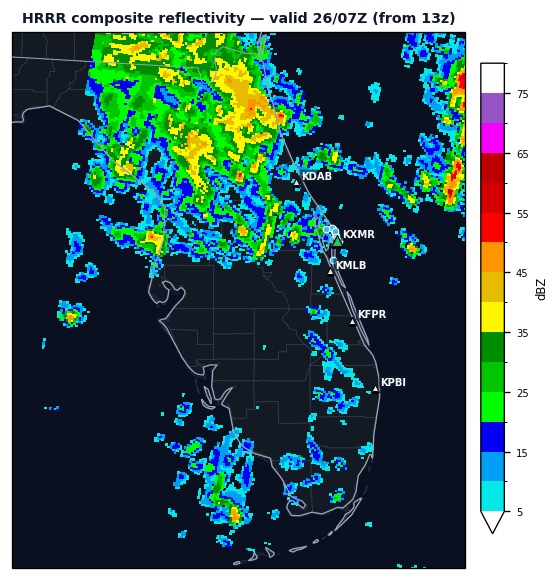 HRRR composite reflectivity — valid 26/07Z (from 13z)
KDAB
KXMR
KMLB
KFPR
KPBI
75
65
55
45
35
25
15
5
dBZ